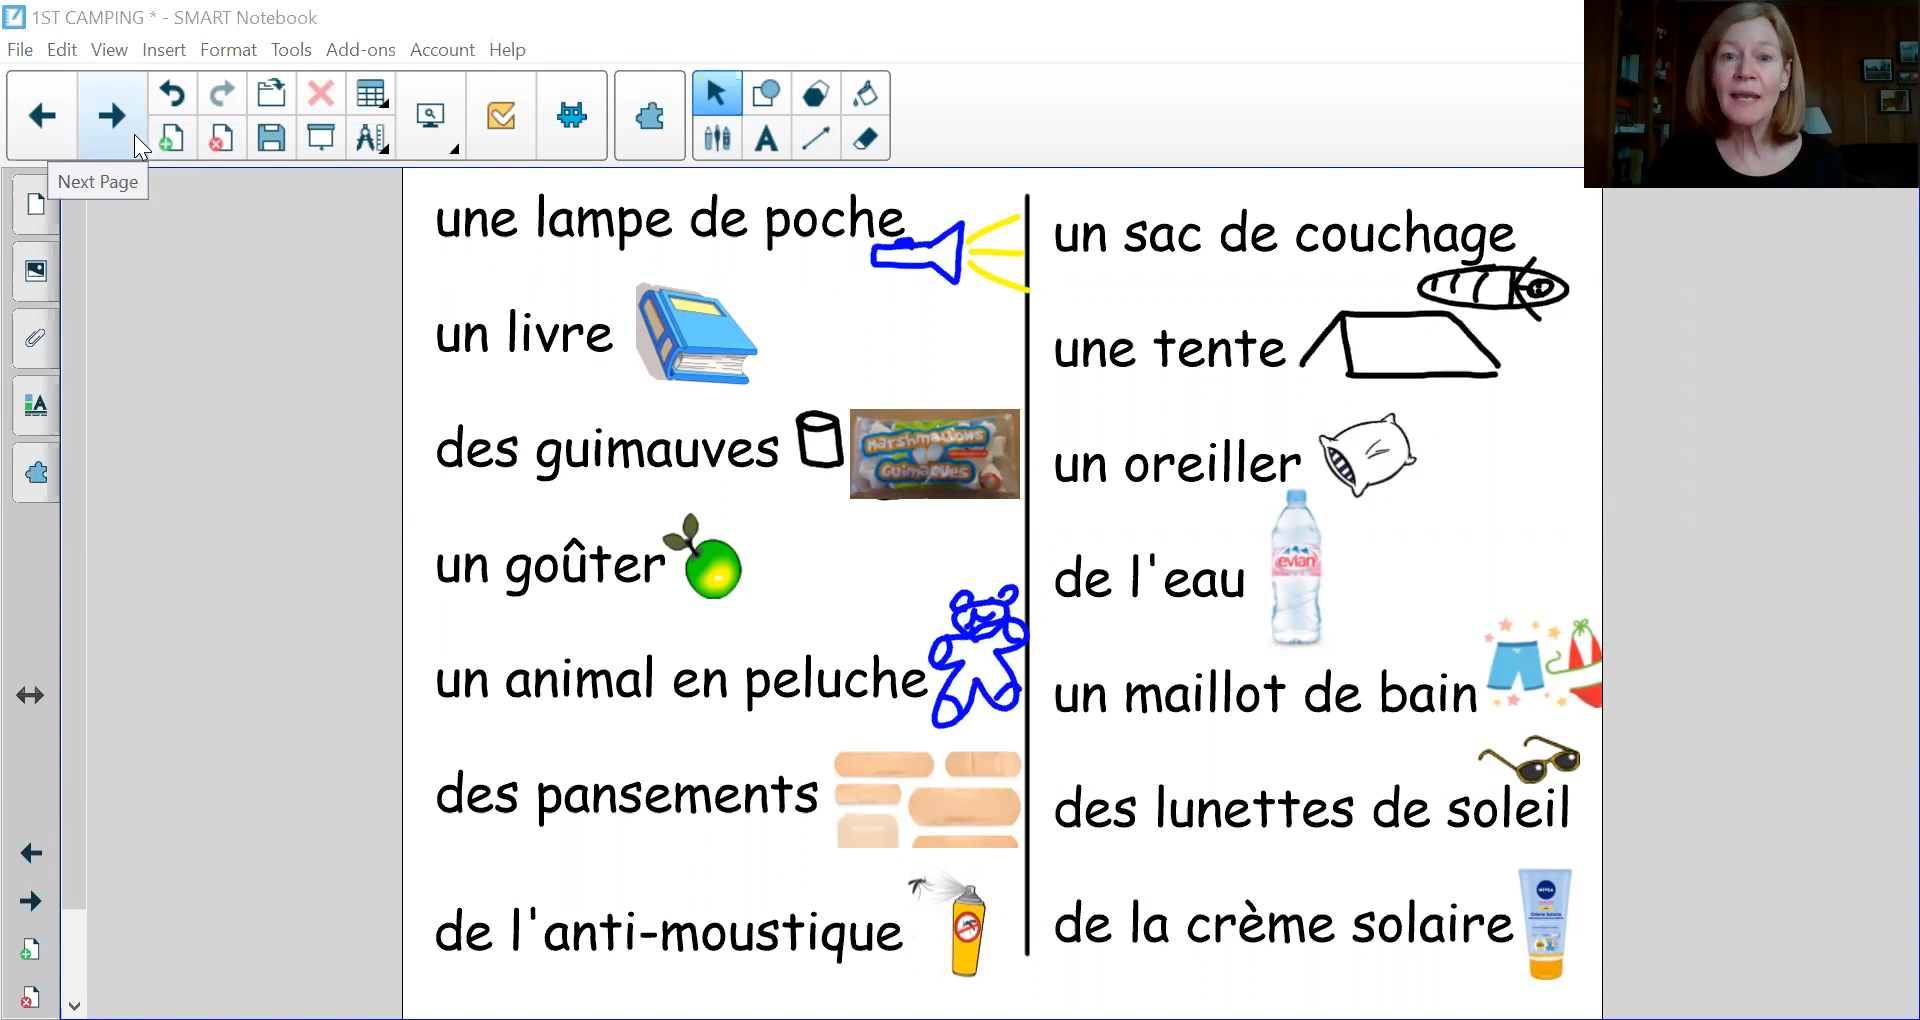 1ST CAMPING * - SMART Notebook
File Edit View Insert Format Tools Add-ons Account Help
Next Page
une lampe de poche
un livre
des guimauves
Marshmallows
Guimauves
un goûter
un animal en peluche
des pansements
de l'anti-moustique
un sac de couchage
une tente
un oreiller
de l'eau
evian
un maillot de bain
des lunettes de soleil
de la crème solaire
NIVEA